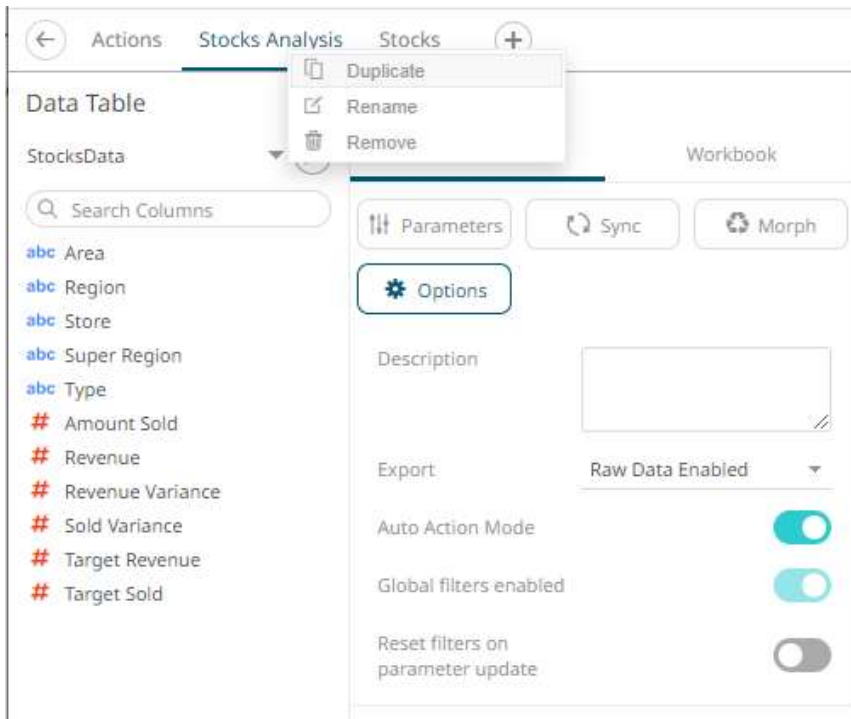 Actions Stocks Analysis Stocks
Duplicate
Rename
Remove
Data Table
StocksData
Search Columns
abc Area
abc Region
abc Store
abc Super Region
abc Type
# Amount Sold
# Revenue
# Revenue Variance
# Sold Variance
# Target Revenue
# Target Sold
Workbook
Parameters Sync Morph
Options
Description
Export Raw Data Enabled
Auto Action Mode
Global filters enabled
Reset filters on
parameter update